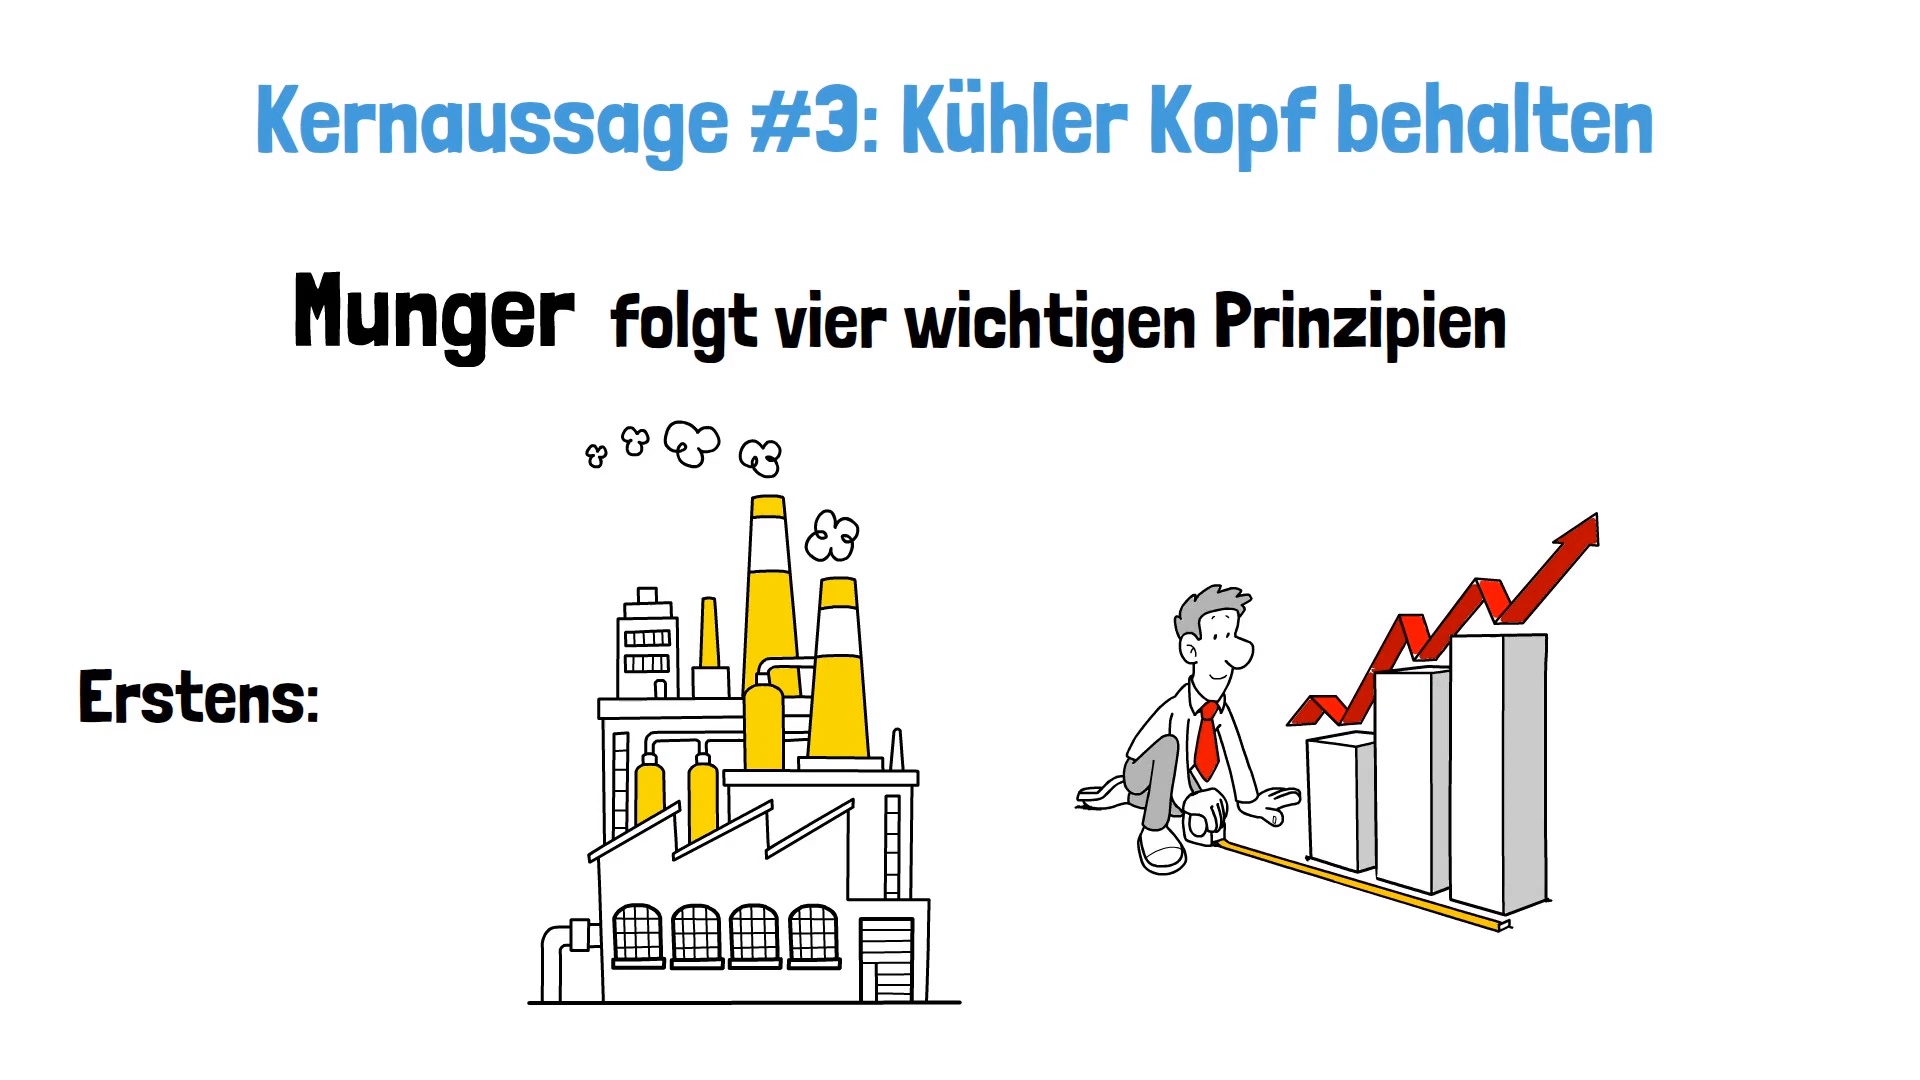 Kernaussage #3: Kühler Kopf behalten
Munger folgt vier wichtigen Prinzipien
Erstens: